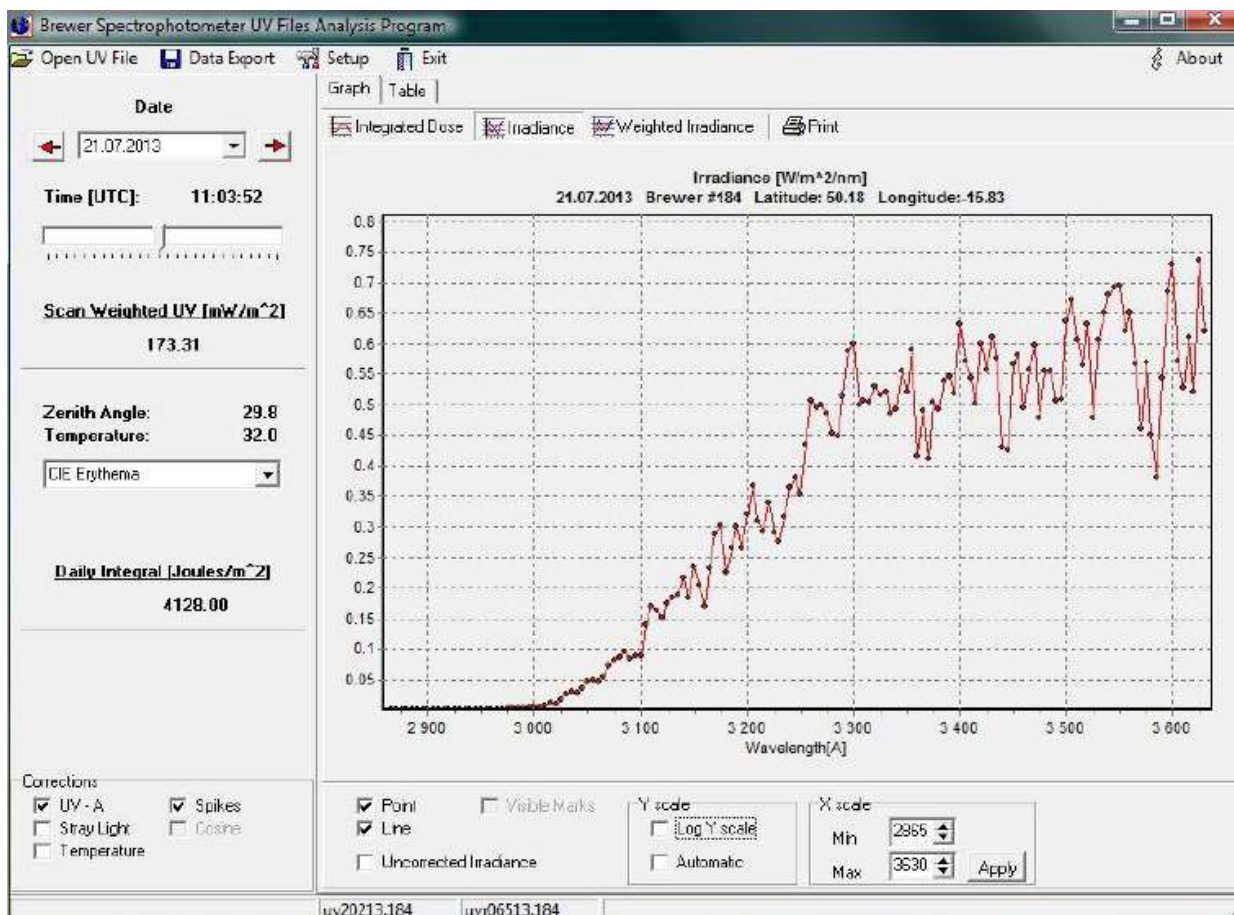 Brewer Spectrophotometer UV Files Analysis Program
Open UV File Data Export Setup Exit About
Graph Table
Integrated Dose Irradiance Weighted Irradiance Print
Date
21.07.2013
Time [UTC]: 11:03:52
Scan Weighted UV [mW/m^2]
173.31
Zenith Angle: 29.8
Temperature: 32.0
CIE Erythema
Daily Integral [Joules/m^2]
4128.00
Irradiance [W/m^2/nm]
21.07.2013 Brewer #184 Latitude: 50.18 Longitude:-15.83
0.8
0.75
0.7
0.65
0.6
0.55
0.5
0.45
0.4
0.35
0.3
0.25
0.2
0.15
0.1
0.05
2 900 3 000 3 100 3 200 3 300 3 400 3 500 3 600
Wavelength[A]
Corrections
UV - A Spikes
Stray Light Cosine
Temperature
Point Visible Marks
Line
Uncorrected Irradiance
Y scale
Log Y scale
Automatic
X scale
Min 2865
Max 3630 Apply
uv20213.184 uvr06513.184